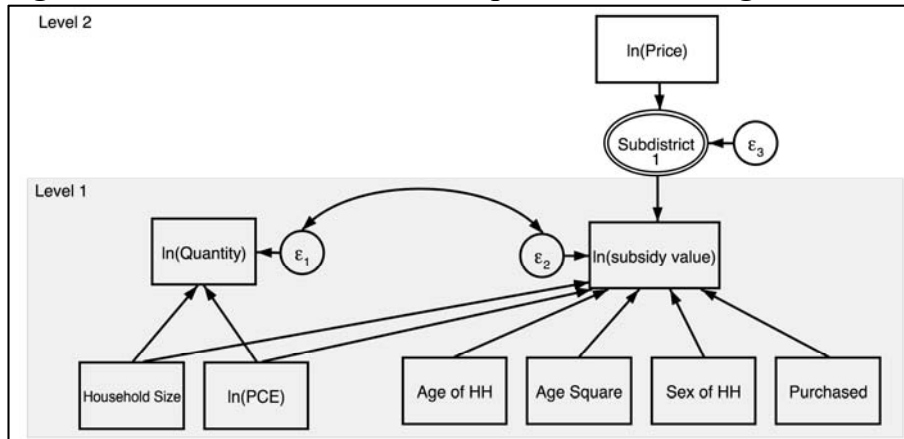 Level 2
ln(Price)
Subdistrict
1
ε3
Level 1
ln(Quantity)
ε1
ε2
ln(subsidy value)
Household Size
ln(PCE)
Age of HH
Age Square
Sex of HH
Purchased